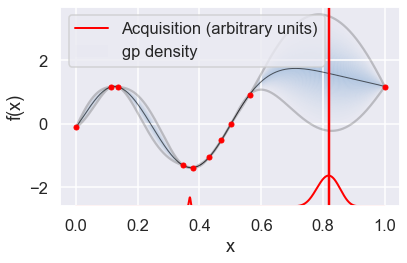 Acquisition (arbitrary units)
gp density
f(x)
2
0
−2
0.0 0.2 0.4 0.6 0.8 1.0
x